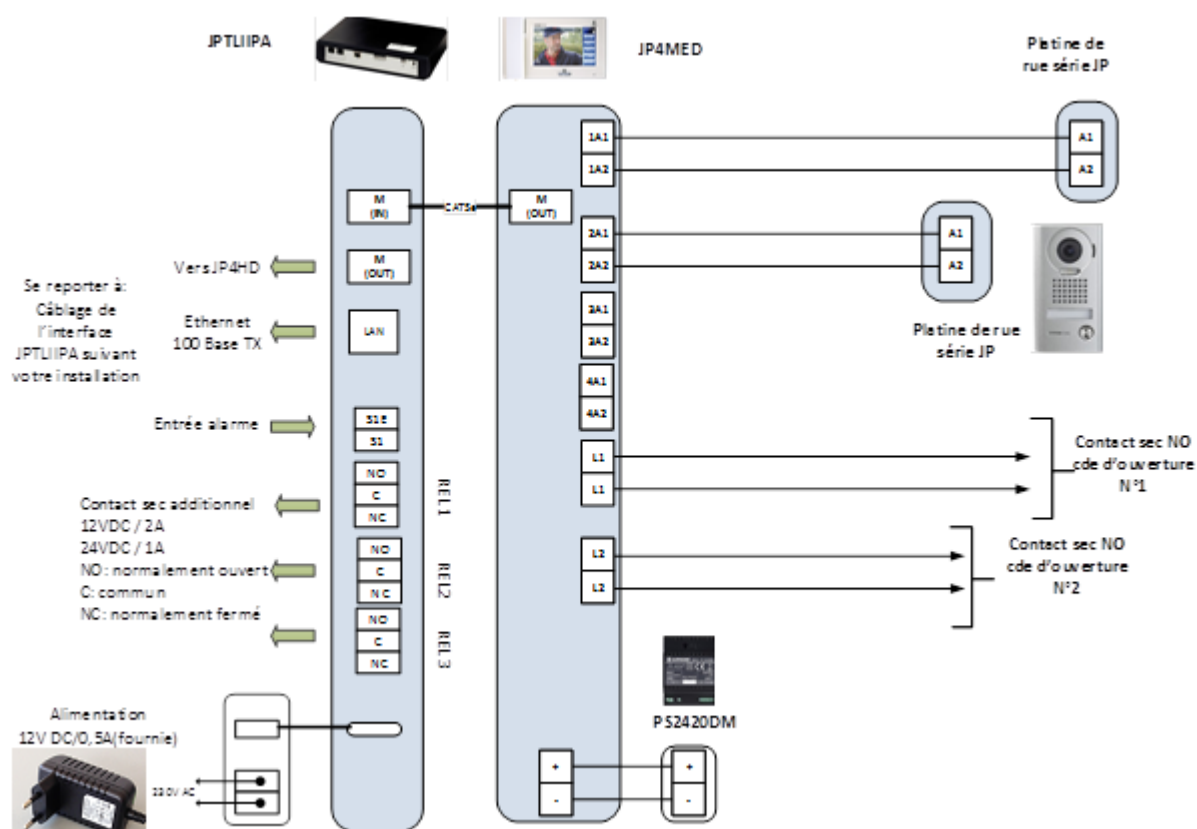 JPTLIIPA
JP4MED
Platine de
rue série JP
1A1
1A2
A1
A2
M
(IN)
CAT5e
M
(OUT)
2A1
2A2
A1
A2
Vers JP4HD
M
(OUT)
Se reporter à:
Câblage de
l'interface
JPTLIIPA suivant
votre installation
Ethernet
100 Base TX
LAN
3A1
3A2
Platine de rue
série JP
4A1
4A2
Entrée alarme
S1E
S1
L1
L1
Contact sec NO
cde d'ouverture
N°1
NO
C
NC
REL1
Contact sec additionnel
12VDC / 2A
24VDC / 1A
NO: normalement ouvert
C: commun
NC: normalement fermé
NO
C
NC
REL2
L2
L2
Contact sec NO
cde d'ouverture
N°2
NO
C
NC
REL3
PS2420DM
Alimentation
12V DC/0,5A(fournie)
230V AC
+
-
+
-